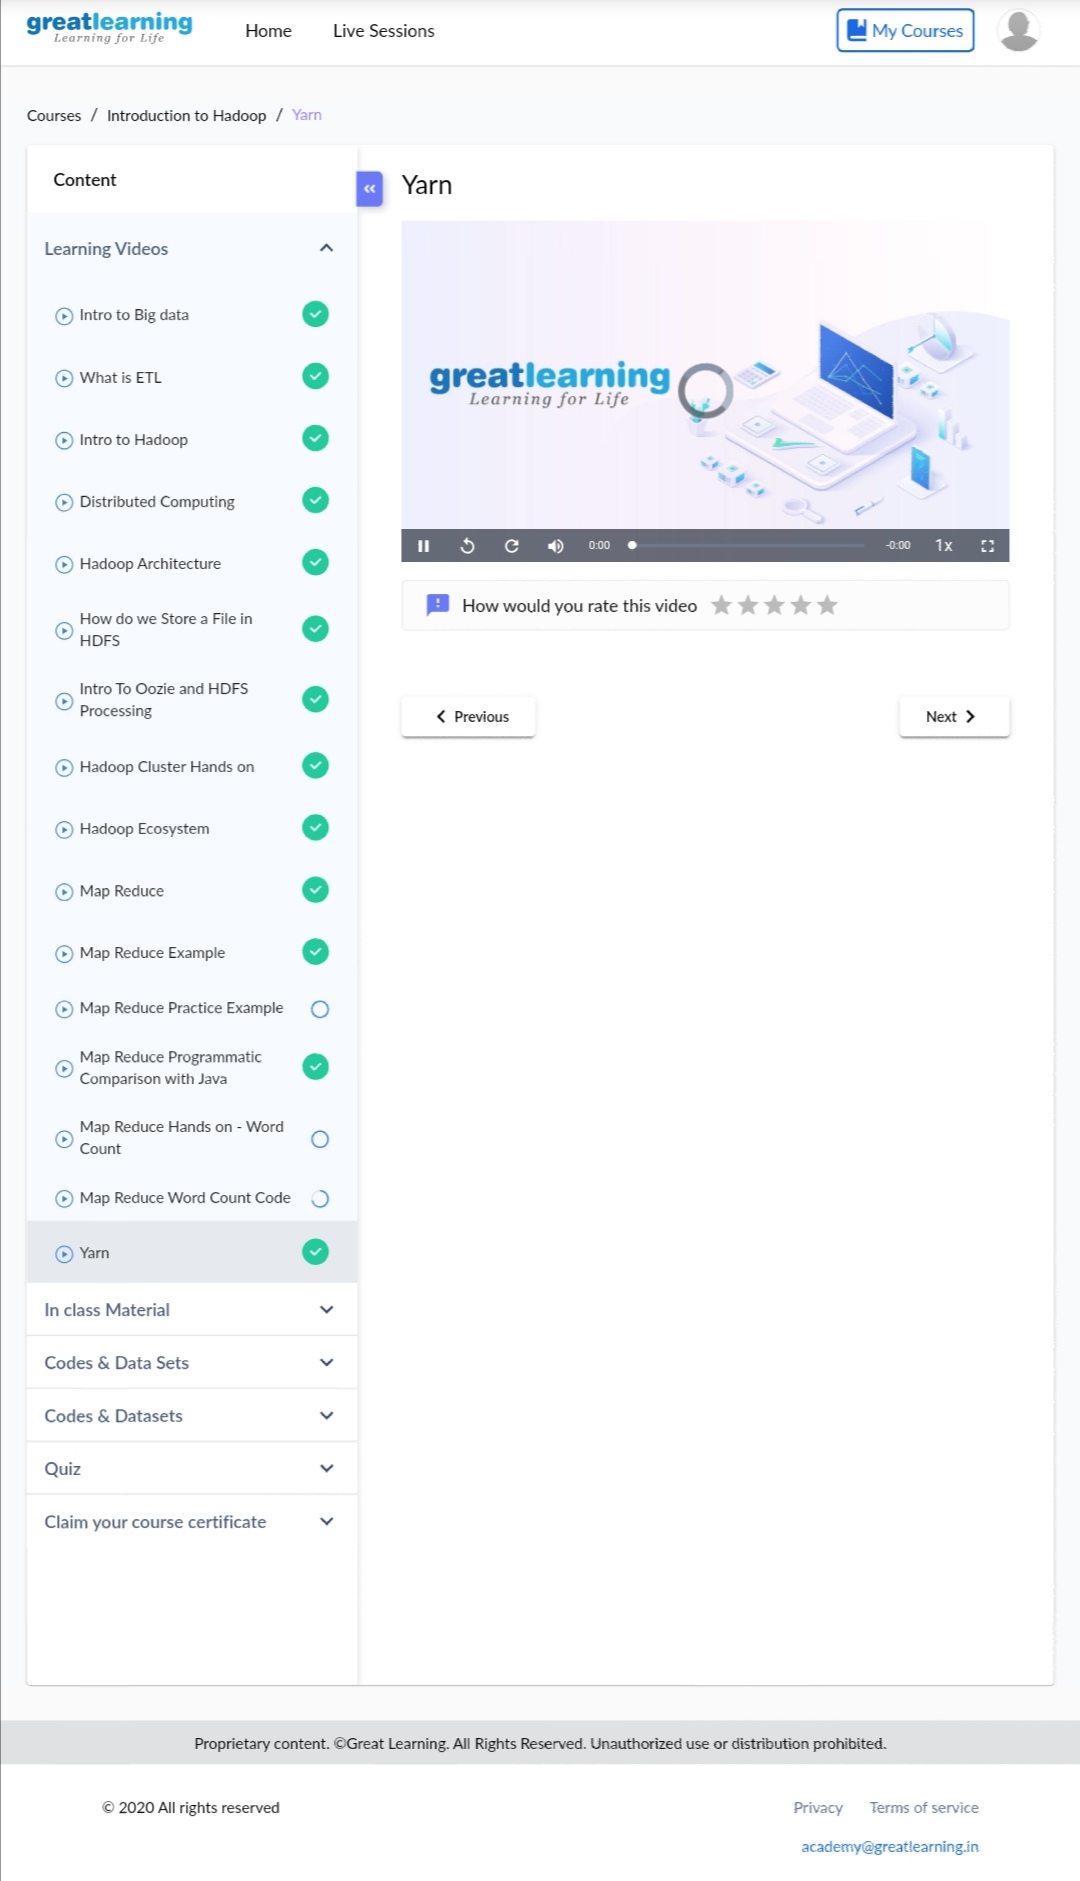 greatlearning
Learning for Life
Home
Live Sessions
My Courses
Courses / Introduction to Hadoop / Yarn
Content
«
Yarn
Learning Videos
Intro to Big data
What is ETL
Intro to Hadoop
Distributed Computing
Hadoop Architecture
How do we Store a File in
HDFS
Intro To Oozie and HDFS
Processing
Hadoop Cluster Hands on
Hadoop Ecosystem
Map Reduce
Map Reduce Example
Map Reduce Practice Example
Map Reduce Programmatic
Comparison with Java
Map Reduce Hands on - Word
Count
Map Reduce Word Count Code
Yarn
In class Material
Codes & Data Sets
Codes & Datasets
Quiz
Claim your course certificate
greatlearning
Learning for Life
0:00
-0:00
1x
How would you rate this video
Previous
Next
Proprietary content. ©Great Learning. All Rights Reserved. Unauthorized use or distribution prohibited.
© 2020 All rights reserved
Privacy
Terms of service
academy@greatlearning.in